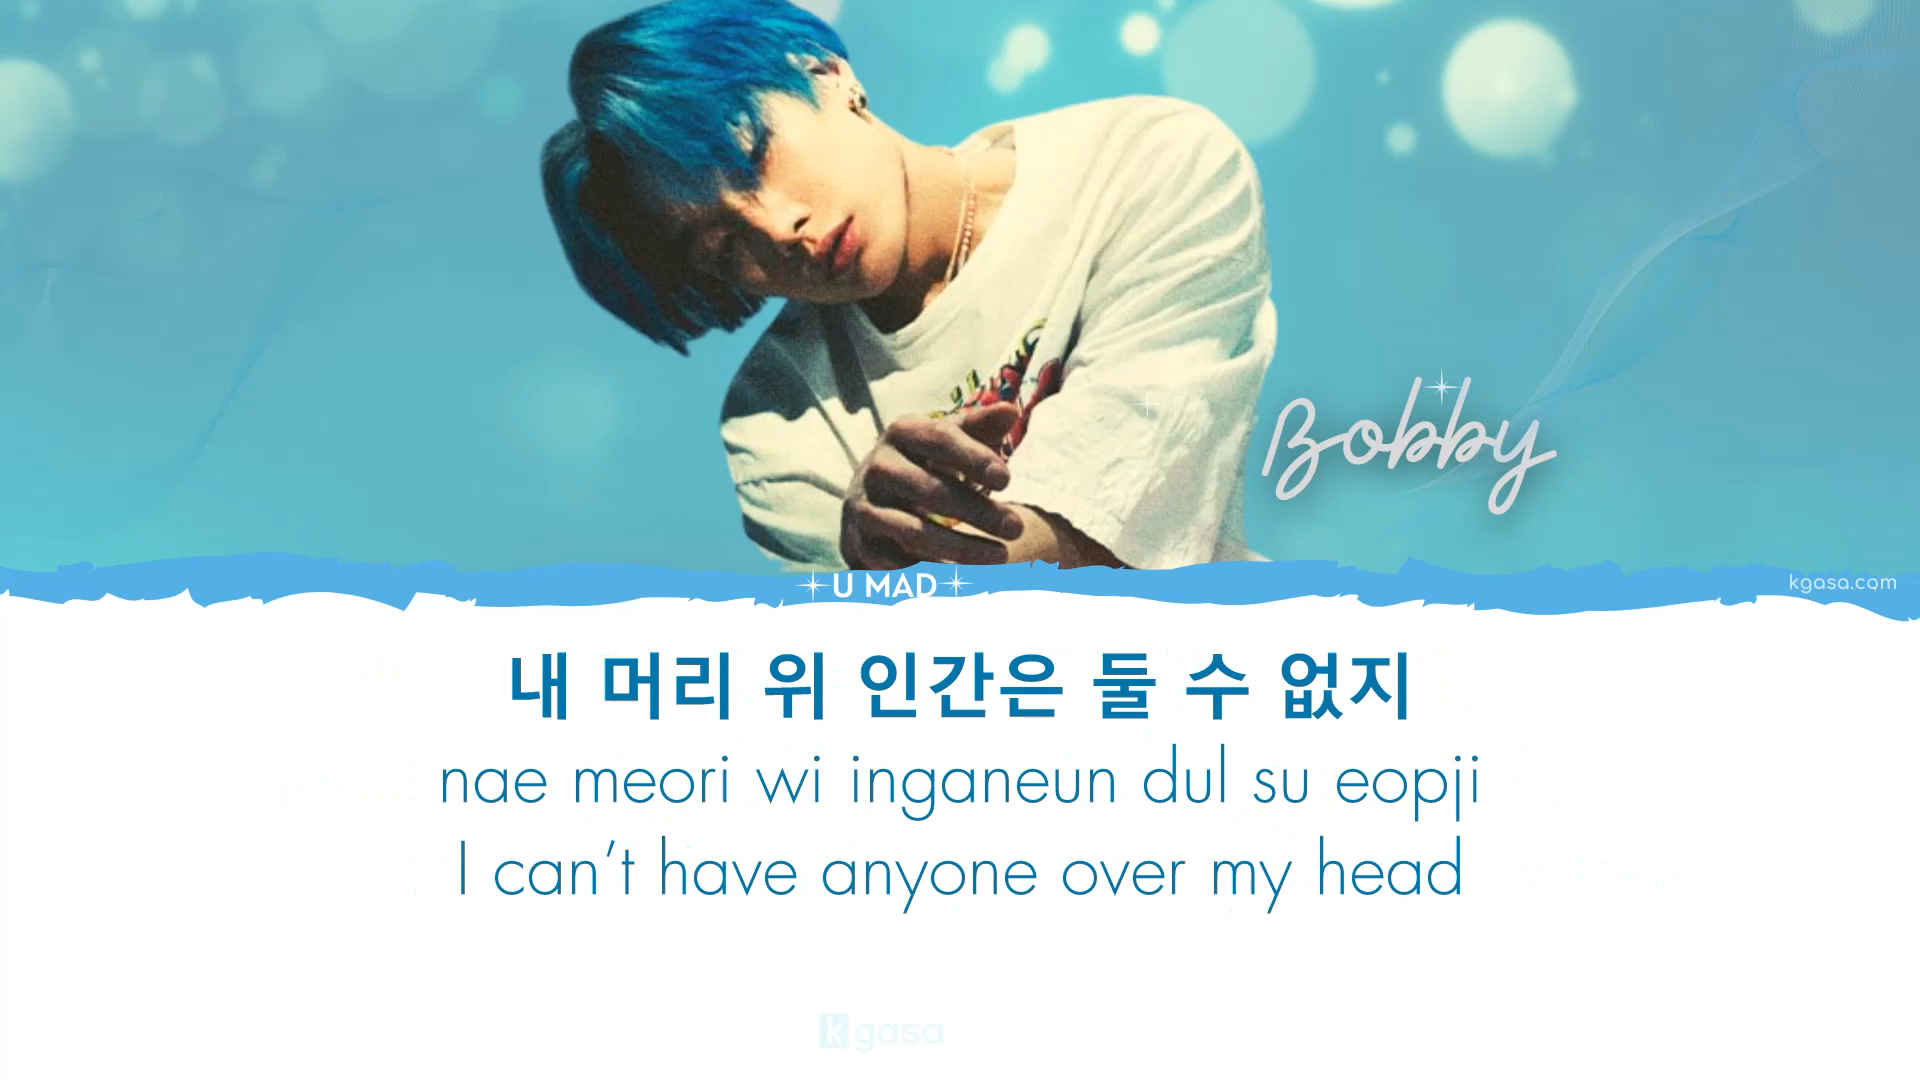 Bobby
U MAD
kgasa.com
내 머리 위 인간은 둘 수 없지
nae meori wi inganeun dul su eopji
I can’t have anyone over my head
k gasa